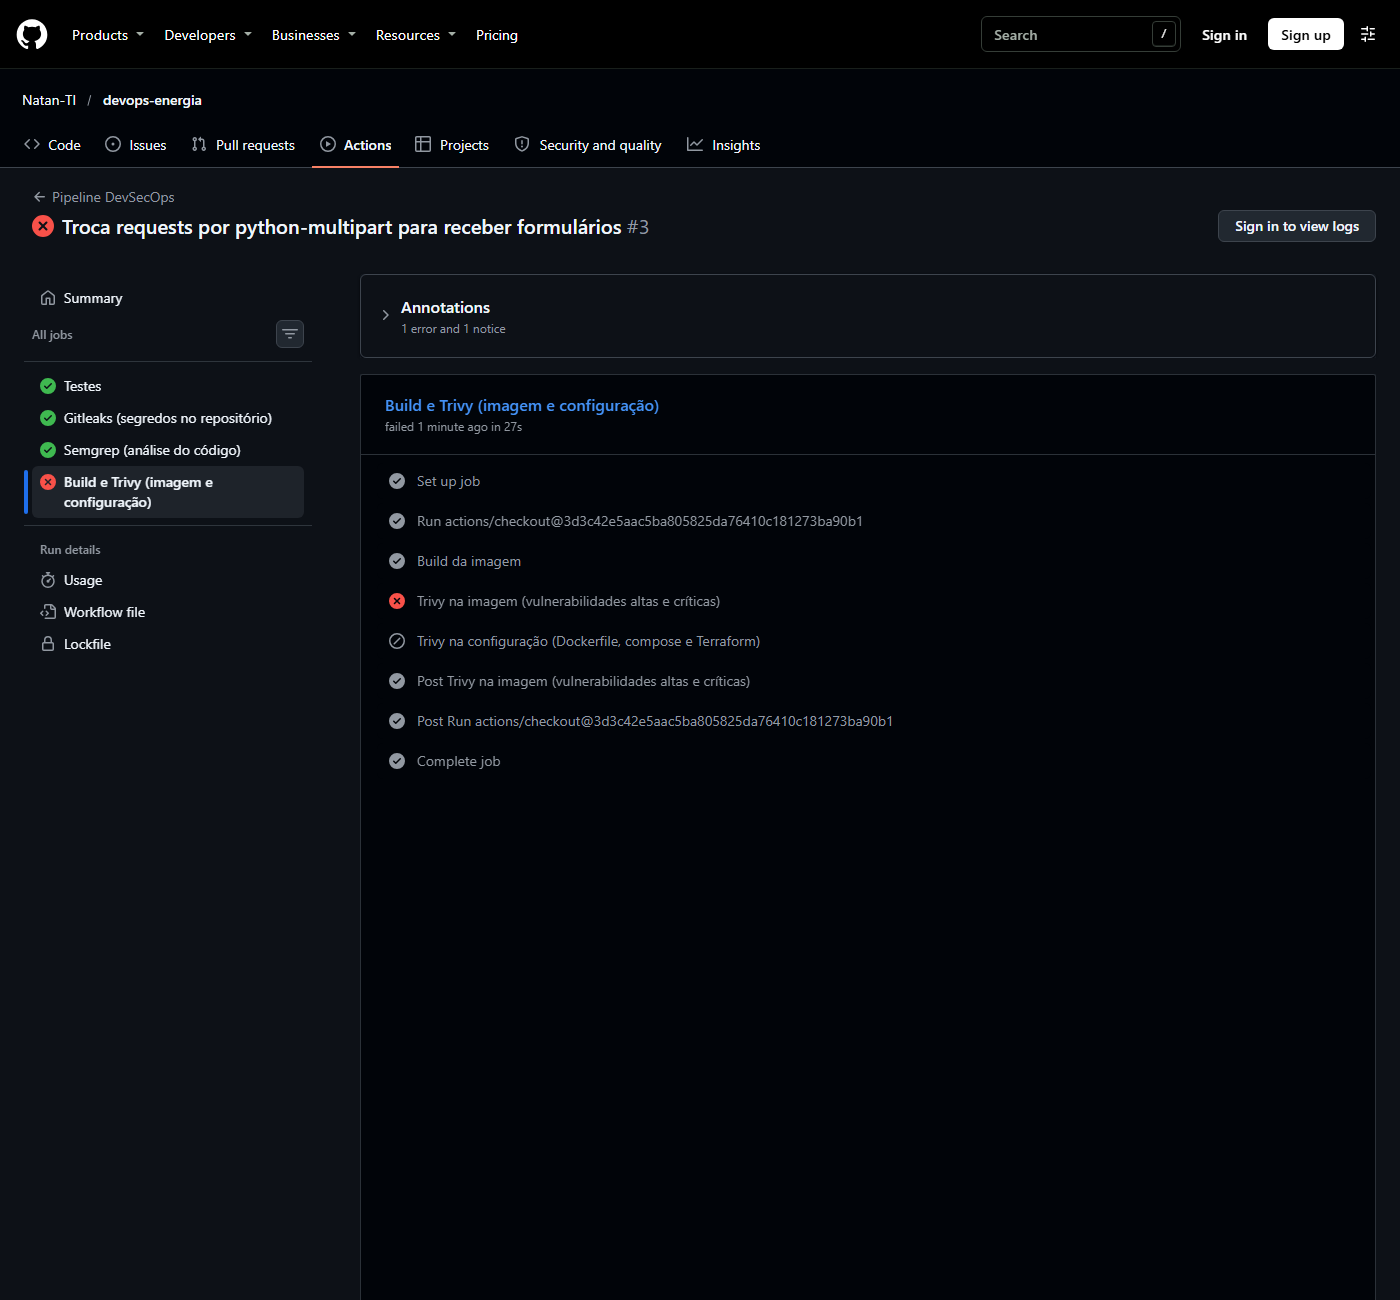 Products
Developers
Businesses
Resources
Pricing
Search
/
Sign in
Sign up
Natan-TI / devops-energia
Code
Issues
Pull requests
Actions
Projects
Security and quality
Insights
Pipeline DevSecOps
Troca requests por python-multipart para receber formulários #3
Sign in to view logs
Summary
All jobs
Testes
Gitleaks (segredos no repositório)
Semgrep (análise do código)
Build e Trivy (imagem e
configuração)
Run details
Usage
Workflow file
Lockfile
Annotations
1 error and 1 notice
Build e Trivy (imagem e configuração)
failed 1 minute ago in 27s
Set up job
Run actions/checkout@3d3c42e5aac5ba805825da76410c181273ba90b1
Build da imagem
Trivy na imagem (vulnerabilidades altas e críticas)
Trivy na configuração (Dockerfile, compose e Terraform)
Post Trivy na imagem (vulnerabilidades altas e críticas)
Post Run actions/checkout@3d3c42e5aac5ba805825da76410c181273ba90b1
Complete job